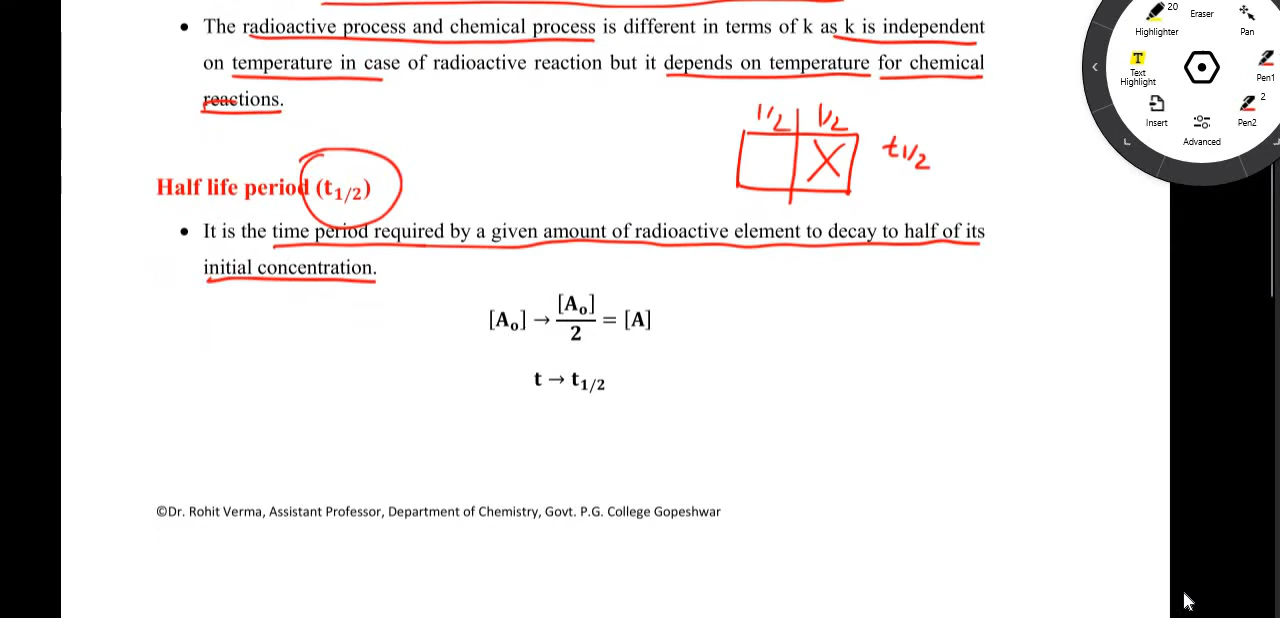 • The radioactive process and chemical process is different in terms of k as k is independent
on temperature in case of radioactive reaction but it depends on temperature for chemical
reactions.
1/2 1/2
X t1/2
Half life period (t1/2)
• It is the time period required by a given amount of radioactive element to decay to half of its
initial concentration.
[Ao] → [Ao]/2 = [A]
t → t1/2
©Dr. Rohit Verma, Assistant Professor, Department of Chemistry, Govt. P.G. College Gopeshwar
20
Eraser
Highlighter
Pan
T
Text
Highlight
Pen1
2
Insert
Pen2
Advanced